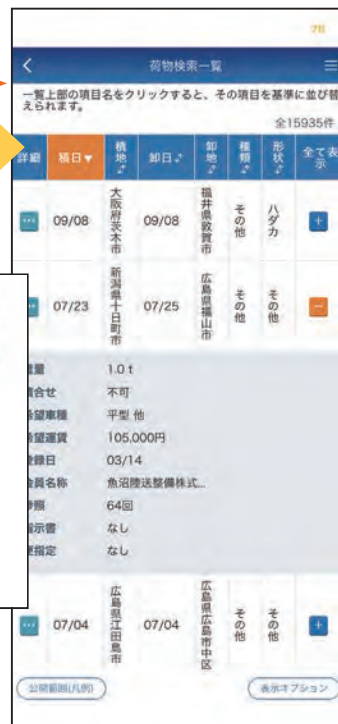 荷物検索一覧
一覧上部の項目名をクリックすると、その項目を基準に並び替
えられます。
全15935件
詳細 積日▼ 積地 卸日 卸地 種類 形状 全て表示
09/08 大阪府茨木市 09/08 福井県敦賀市 その他 ハダカ +
07/23 新潟県十日町市 07/25 広島県福山市 その他 その他 −
1.0 t
不可
平型 他
105,000円
03/14
会員名称 魚沼陸送整備株式...
64回
なし
なし
07/04 広島県江田島市 07/04 広島県広島市中区 その他 その他 +
公開範囲(凡例) 表示オプション